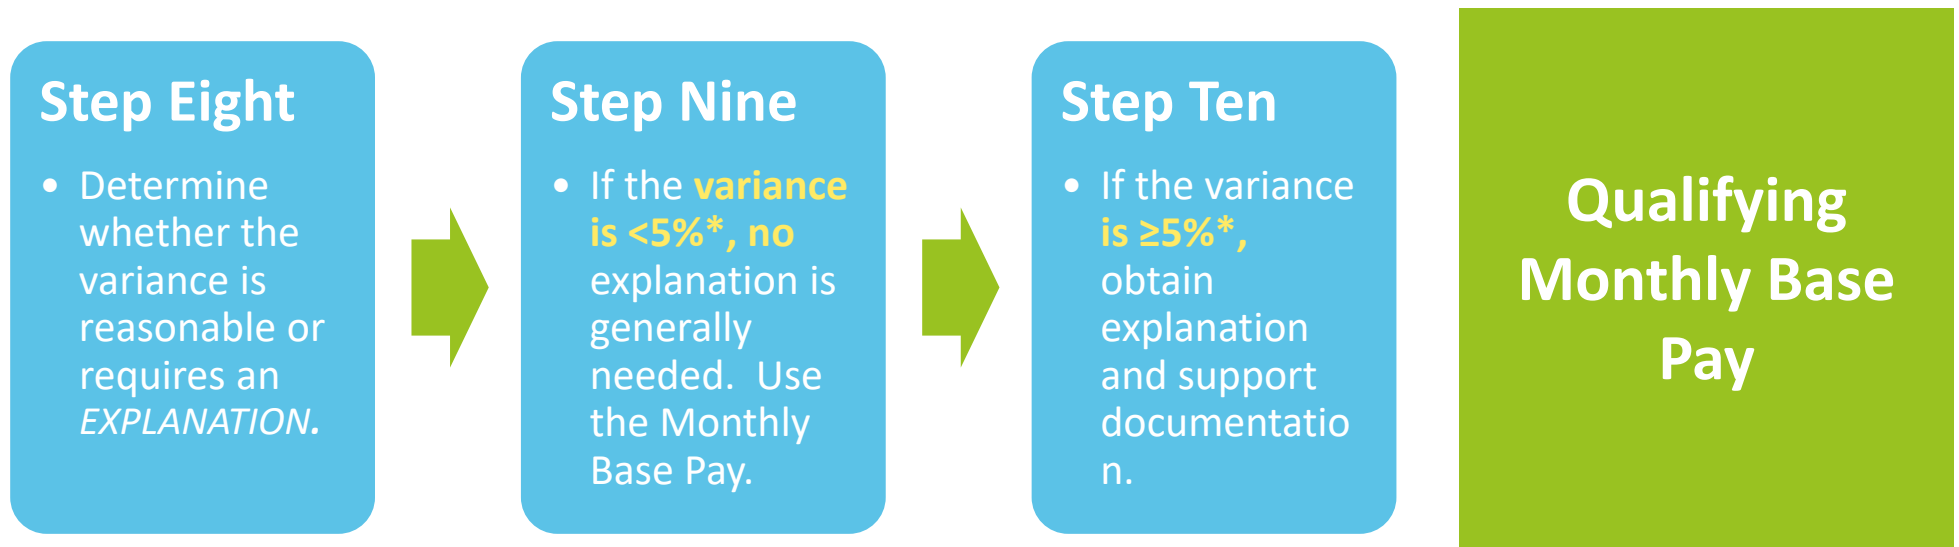 Step Eight
• Determine
whether the
variance is
reasonable or
requires an
EXPLANATION.
Step Nine
• If the variance
is <5%*, no
explanation is
generally
needed.  Use
the Monthly
Base Pay.
Step Ten
• If the variance
is ≥5%*,
obtain
explanation
and support
documentatio
n.
Qualifying
Monthly Base
Pay